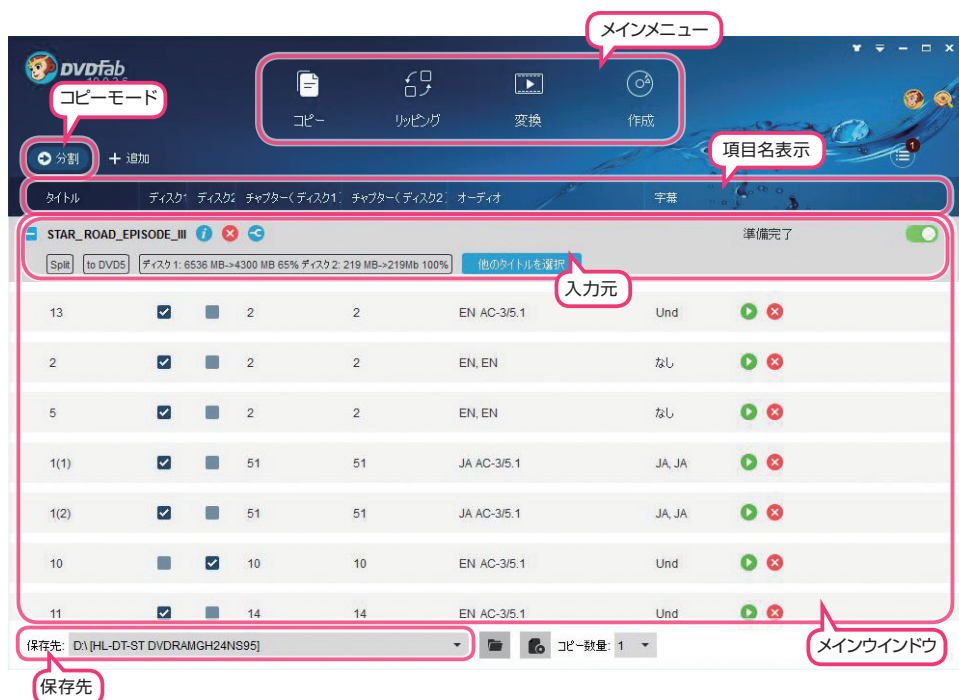 メインメニュー
DVDFab
10.0.2.5
コピーモード
コピー
リッピング
変換
作成
項目名表示
分割
追加
1
タイトル ディスク1 ディスク2 チャプター(ディスク1) チャプター(ディスク2) オーディオ 字幕
STAR_ROAD_EPISODE_III 準備完了
Split to DVD5 ディスク 1: 6536 MB->4300 MB 65% ディスク 2: 219 MB->219Mb 100% 他のタイトルを選択
入力元
13 2 2 EN AC-3/5.1 Und
2 2 2 EN, EN なし
5 2 2 EN, EN なし
1(1) 51 51 JA AC-3/5.1 JA, JA
1(2) 51 51 JA AC-3/5.1 JA, JA
10 10 10 EN AC-3/5.1 Und
11 14 14 EN AC-3/5.1 Und
保存先: D:\ [HL-DT-ST DVDRAMGH24NS95] コピー数量: 1
メインウインドウ
保存先